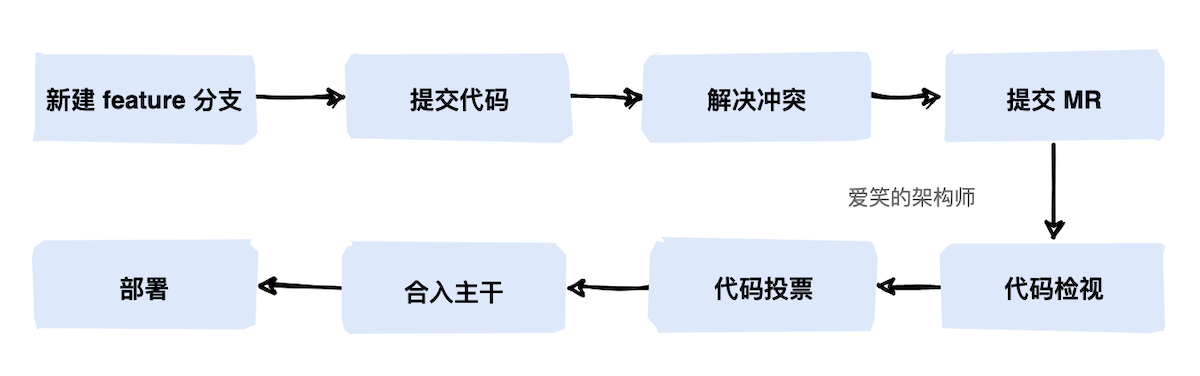 新建 feature 分支
提交代码
解决冲突
提交 MR
爱笑的架构师
代码检视
代码投票
合入主干
部署